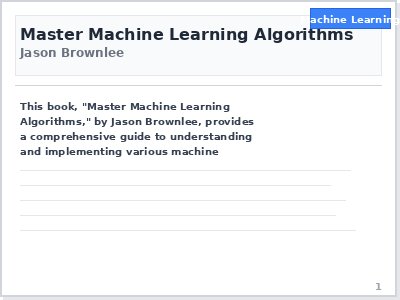 Machine Learning
Master Machine Learning Algorithms
Jason Brownlee
This book, "Master Machine Learning
Algorithms," by Jason Brownlee, provides
a comprehensive guide to understanding
and implementing various machine
1